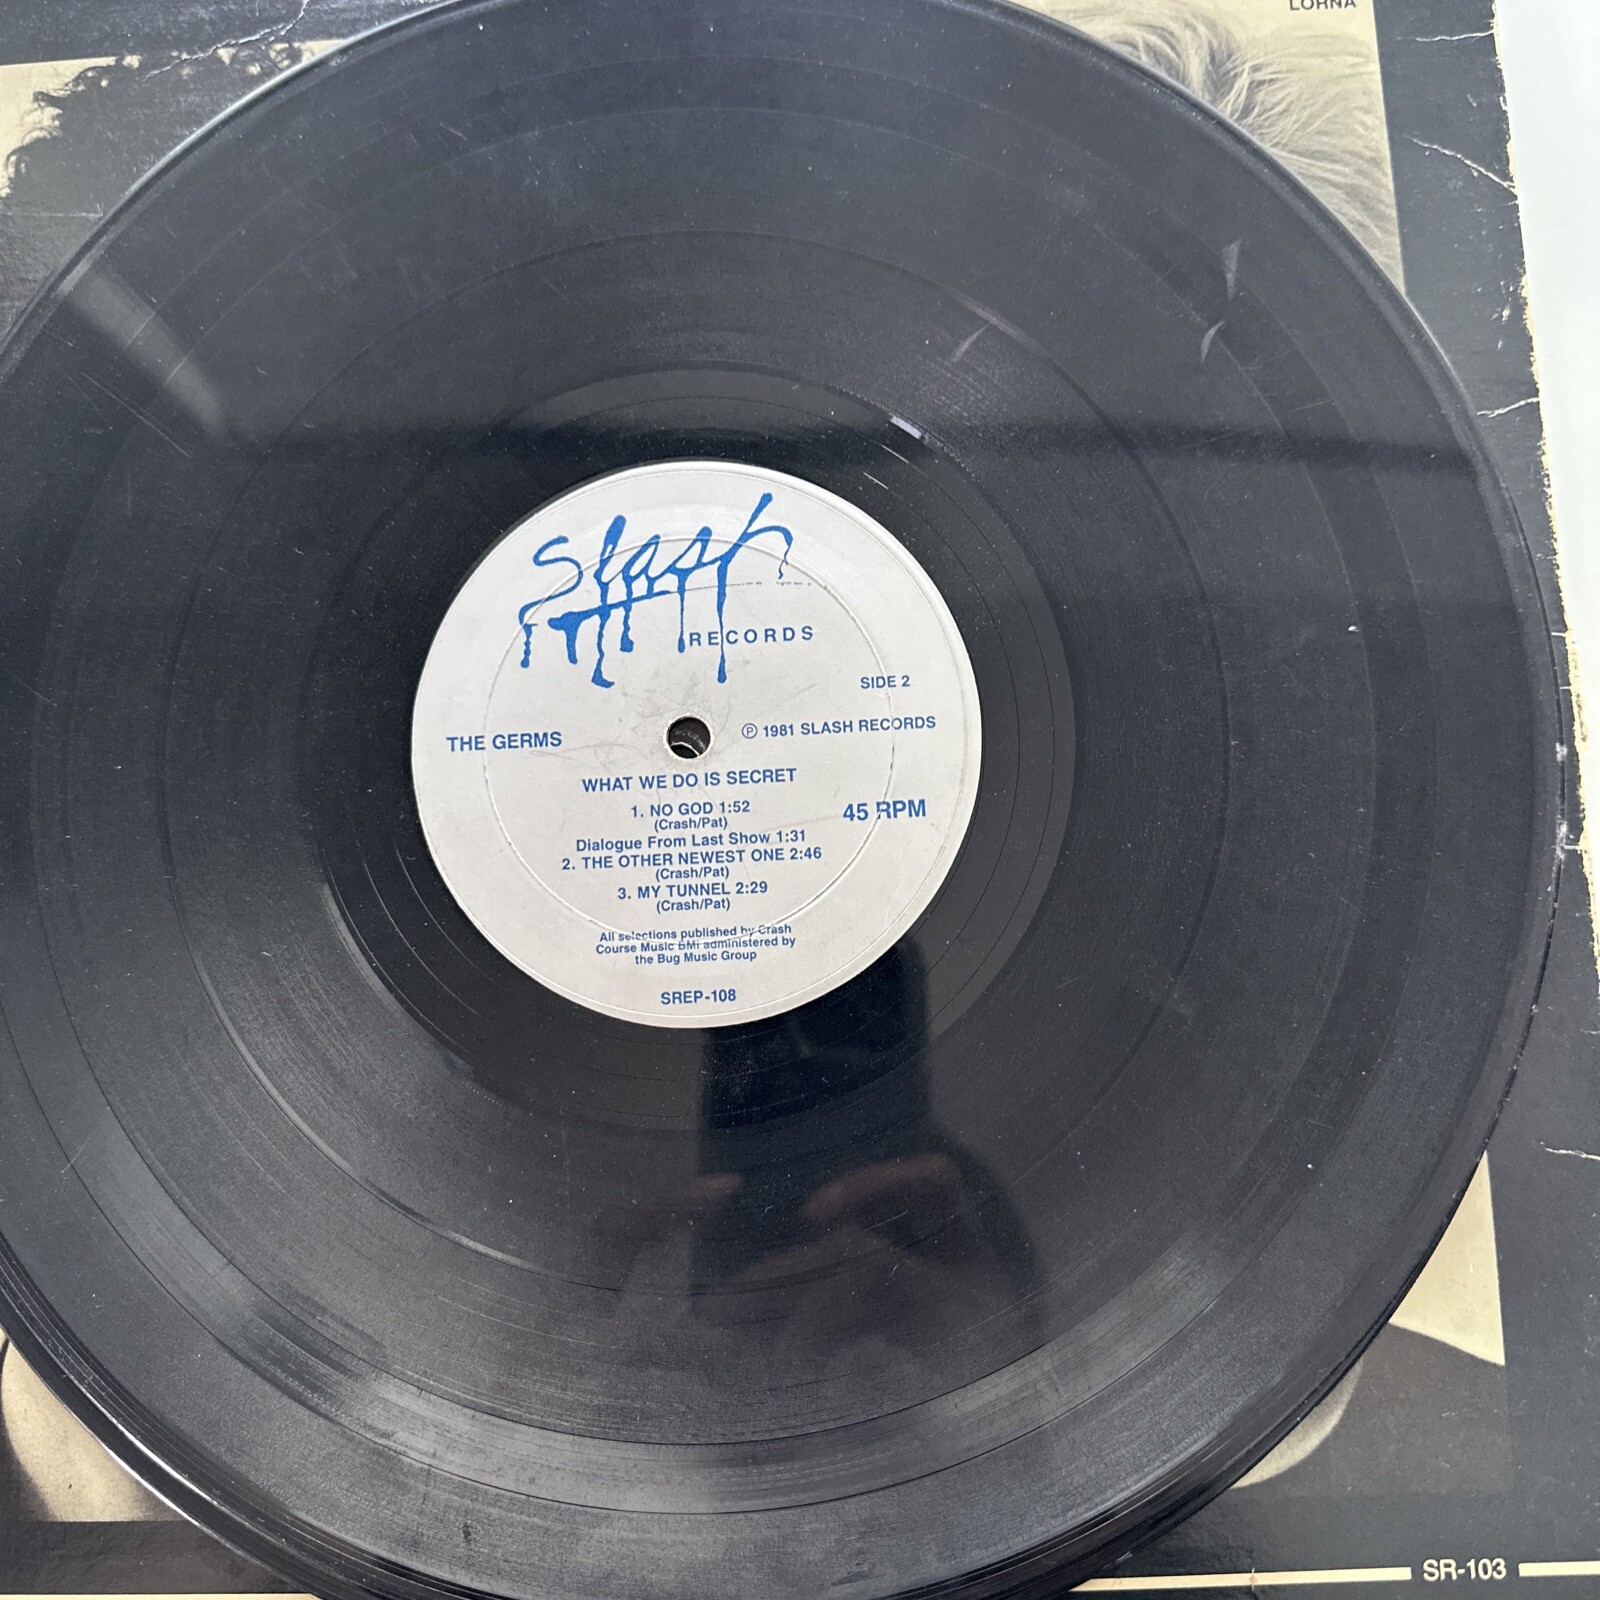 LORNA
Slash
RECORDS
SIDE 2
THE GERMS
℗ 1981 SLASH RECORDS
WHAT WE DO IS SECRET
1. NO GOD 1:52
(Crash/Pat)
45 RPM
Dialogue From Last Show 1:31
2. THE OTHER NEWEST ONE 2:46
(Crash/Pat)
3. MY TUNNEL 2:29
(Crash/Pat)
All selections published by Crash
Course Music BMI administered by
the Bug Music Group
SREP-108
SR-103